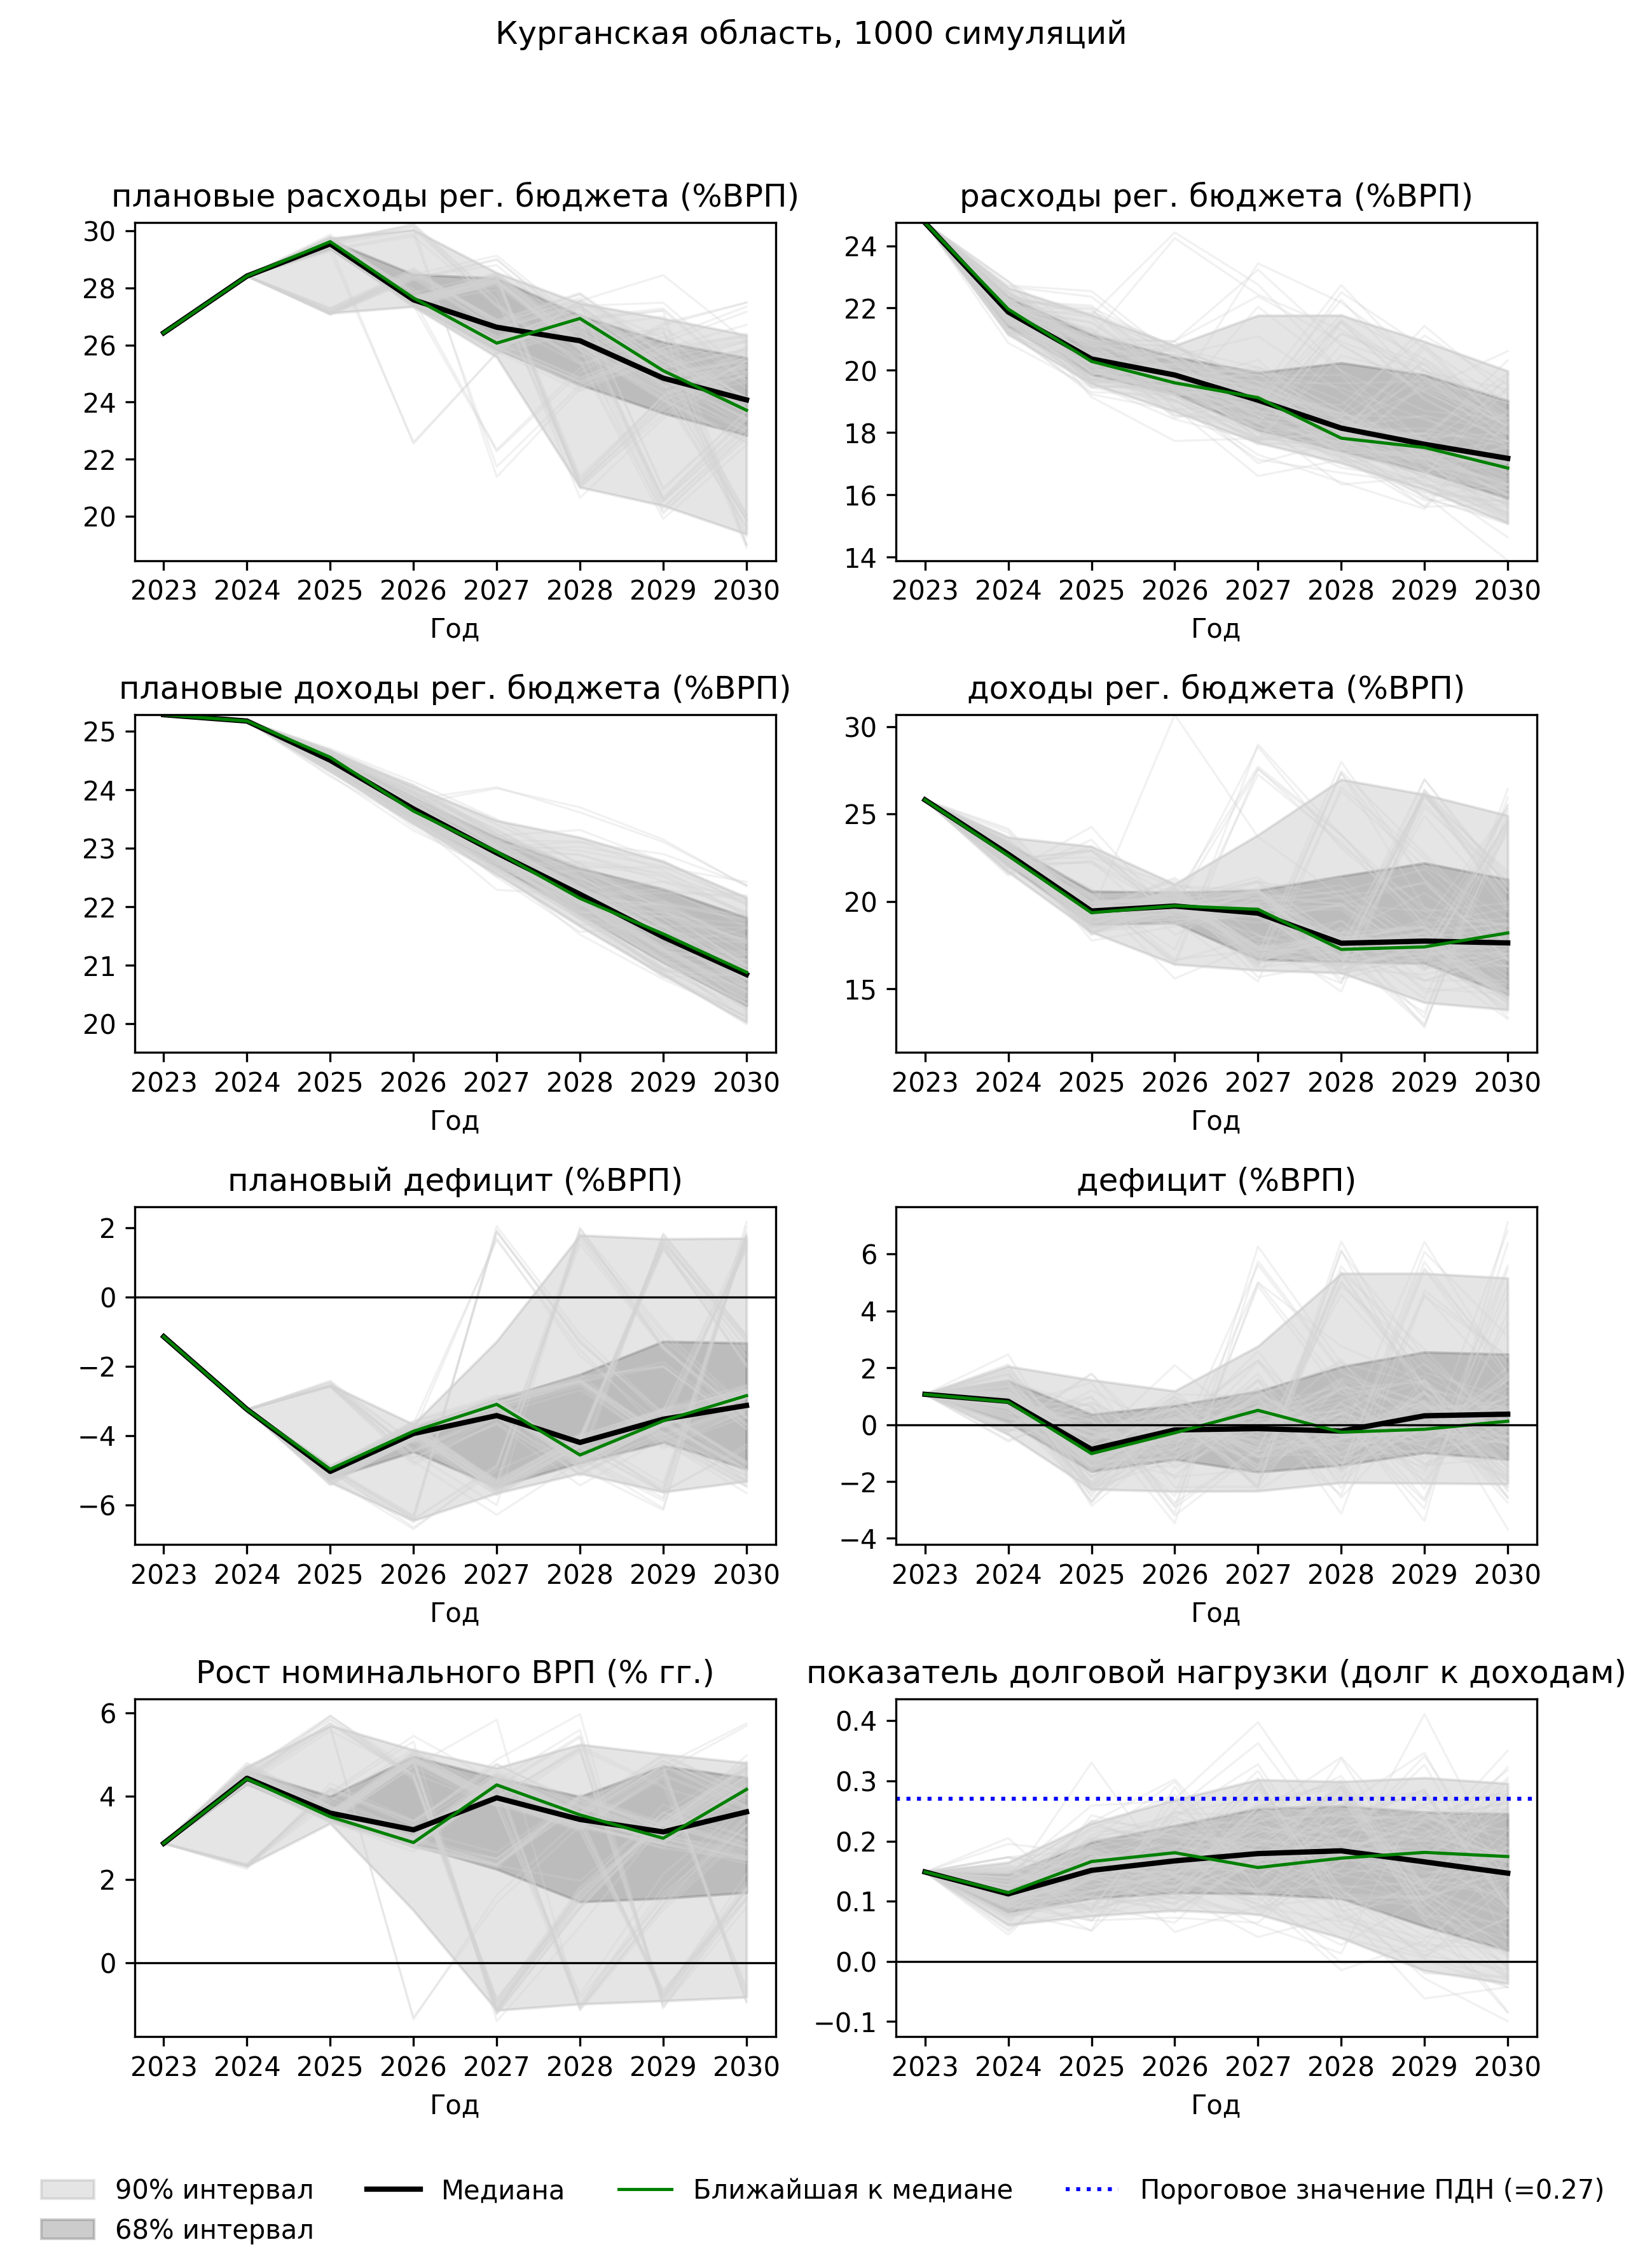 Курганская область, 1000 симуляций
плановые расходы рег. бюджета (%ВРП)
30
28
26
24
22
20
2023 2024 2025 2026 2027 2028 2029 2030
Год
расходы рег. бюджета (%ВРП)
24
22
20
18
16
14
2023 2024 2025 2026 2027 2028 2029 2030
Год
плановые доходы рег. бюджета (%ВРП)
25
24
23
22
21
20
2023 2024 2025 2026 2027 2028 2029 2030
Год
доходы рег. бюджета (%ВРП)
30
25
20
15
2023 2024 2025 2026 2027 2028 2029 2030
Год
плановый дефицит (%ВРП)
2
0
−2
−4
−6
2023 2024 2025 2026 2027 2028 2029 2030
Год
дефицит (%ВРП)
6
4
2
0
−2
−4
2023 2024 2025 2026 2027 2028 2029 2030
Год
Рост номинального ВРП (% гг.)
6
4
2
0
2023 2024 2025 2026 2027 2028 2029 2030
Год
показатель долговой нагрузки (долг к доходам)
0.4
0.3
0.2
0.1
0.0
−0.1
2023 2024 2025 2026 2027 2028 2029 2030
Год
90% интервал
68% интервал
Медиана
Ближайшая к медиане
Пороговое значение ПДН (=0.27)